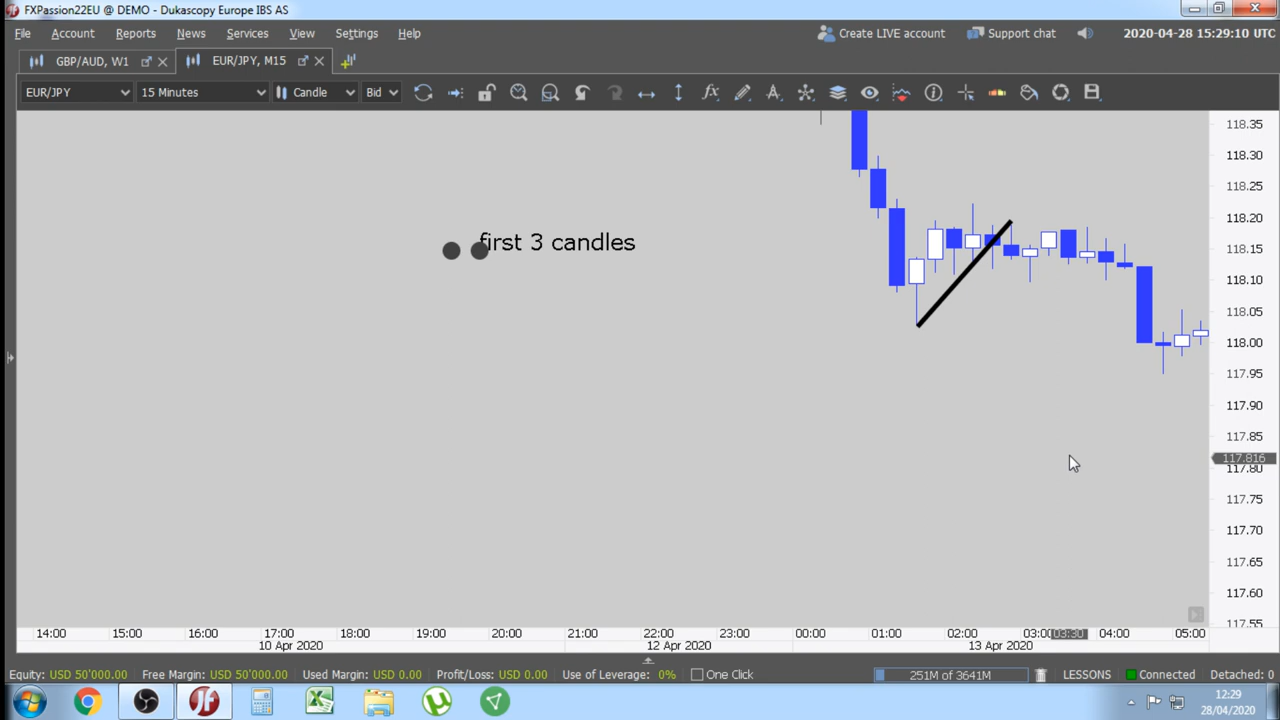 FXPassion22EU @ DEMO - Dukascopy Europe IBS AS
File Account Reports News Services View Settings Help Create LIVE account Support chat 2020-04-28 15:29:10 UTC
GBP/AUD, W1 EUR/JPY, M15
EUR/JPY 15 Minutes Candle Bid
118.35
118.30
118.25
118.20
first 3 candles
118.15
118.10
118.05
118.00
117.95
117.90
117.85
117.816
117.80
117.75
117.70
117.65
117.60
117.55
14:00 15:00 16:00 17:00 18:00 19:00 20:00 21:00 22:00 23:00 00:00 01:00 02:00 03:00 03:30 04:00 05:00
10 Apr 2020 12 Apr 2020 13 Apr 2020
Equity: USD 50'000.00 Free Margin: USD 50'000.00 Used Margin: USD 0.00 Profit/Loss: USD 0.00 Use of Leverage: 0% One Click 251M of 3641M LESSONS Connected Detached: 0
12:29
28/04/2020